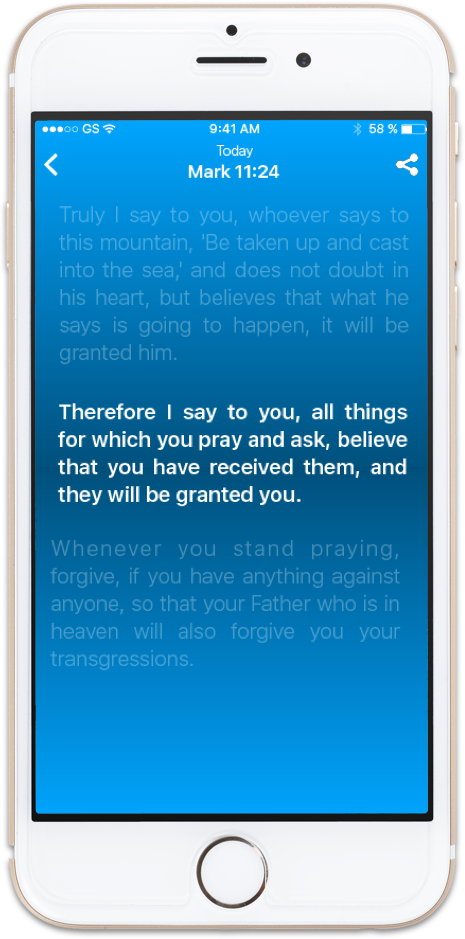 GS 9:41 AM 58 %
Today
Mark 11:24
Truly I say to you, whoever says to
this mountain, 'Be taken up and cast
into the sea,' and does not doubt in
his heart, but believes that what he
says is going to happen, it will be
granted him.
Therefore I say to you, all things
for which you pray and ask, believe
that you have received them, and
they will be granted you.
Whenever you stand praying,
forgive, if you have anything against
anyone, so that your Father who is in
heaven will also forgive you your
transgressions.